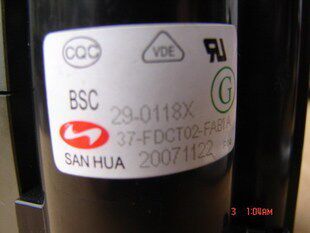 CQC VDE
BSC 29-0118X G
37-FDCT02-FABIA
SAN HUA 20071122
3 1:04AM